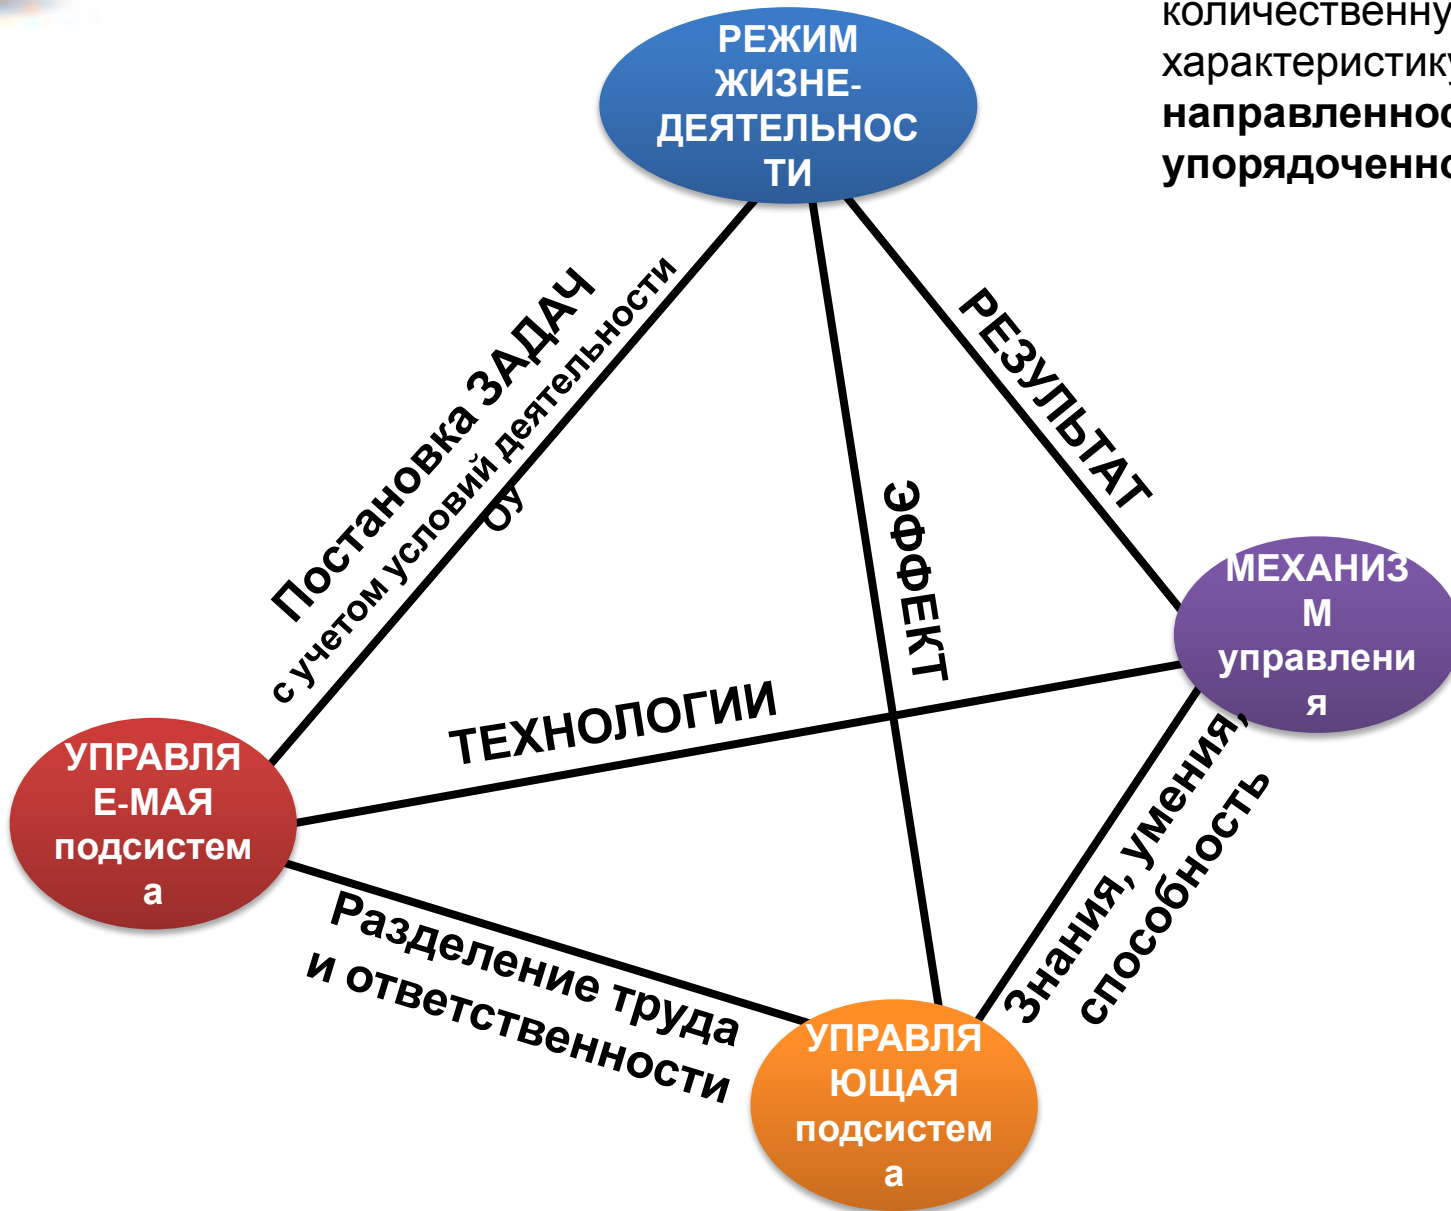 количественну
характеристику
направленнос
упорядоченно
РЕЖИМ
ЖИЗНЕ-
ДЕЯТЕЛЬНОС
ТИ
Постановка ЗАДАЧ
с учетом условий деятельности
ОУ
РЕЗУЛЬТАТ
ЭФФЕКТ
МЕХАНИЗ
М
управлени
я
ТЕХНОЛОГИИ
УПРАВЛЯ
Е-МАЯ
подсистем
а
Знания, умения,
способность
Разделение труда
и ответственности
УПРАВЛЯ
ЮЩАЯ
подсистем
а